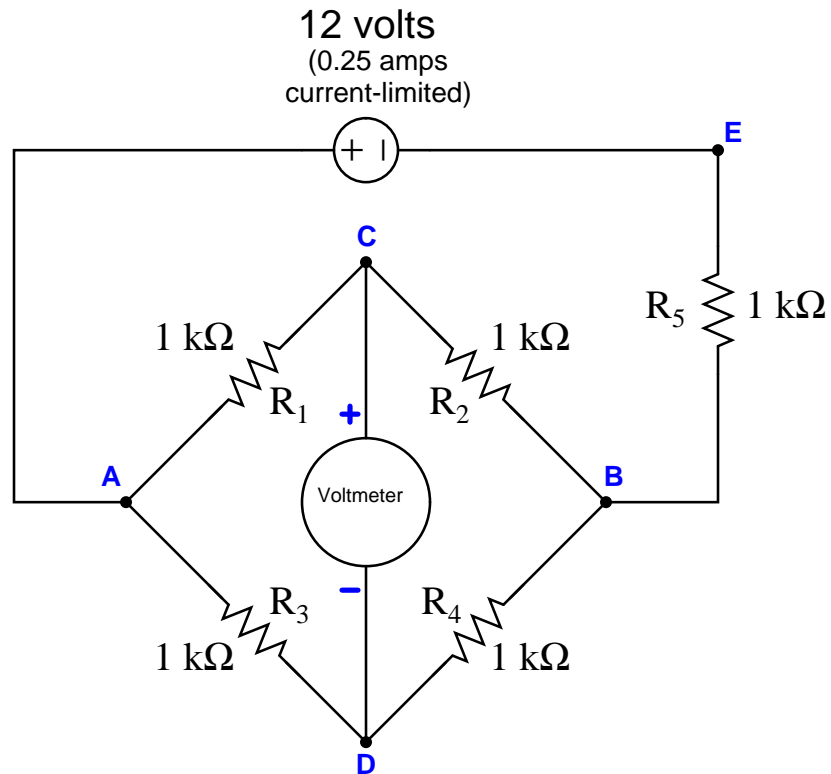 12 volts
(0.25 amps
current-limited)
+ −
E
C
R5 1 kΩ
1 kΩ 1 kΩ
R1 R2
+
A B
Voltmeter
−
R3 R4
1 kΩ 1 kΩ
D